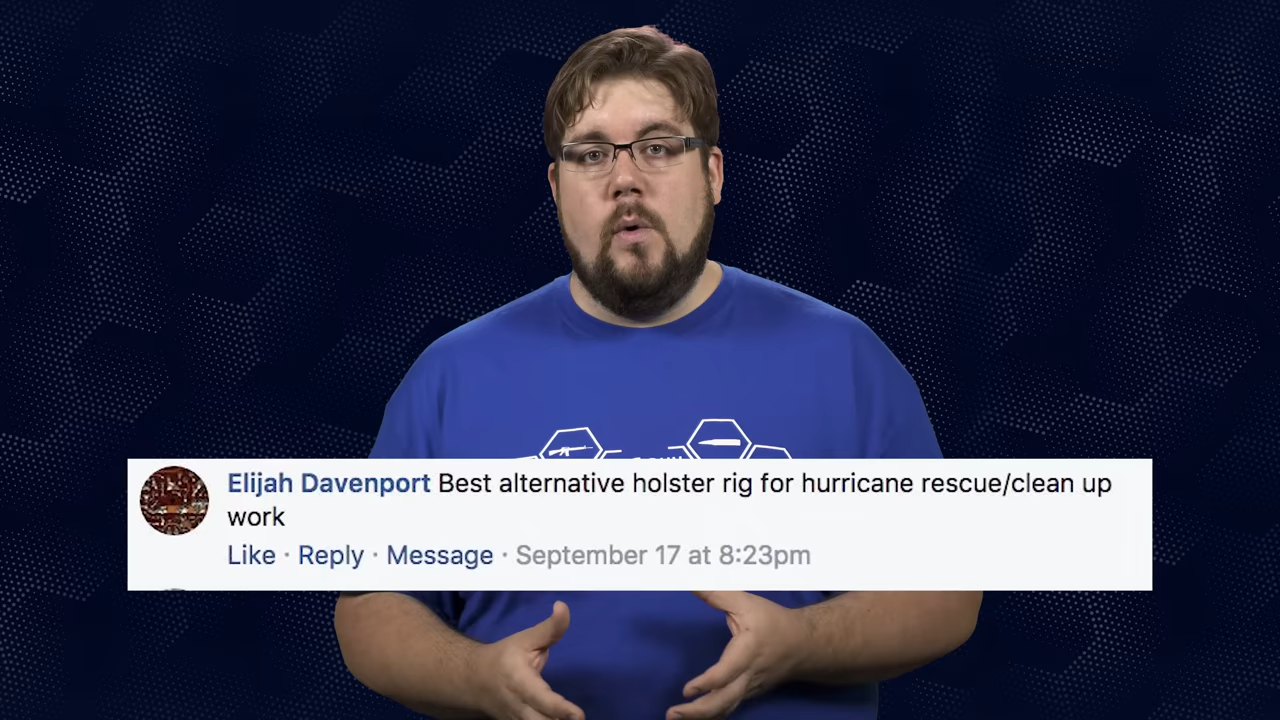 Elijah Davenport Best alternative holster rig for hurricane rescue/clean up
work
Like · Reply · Message · September 17 at 8:23pm